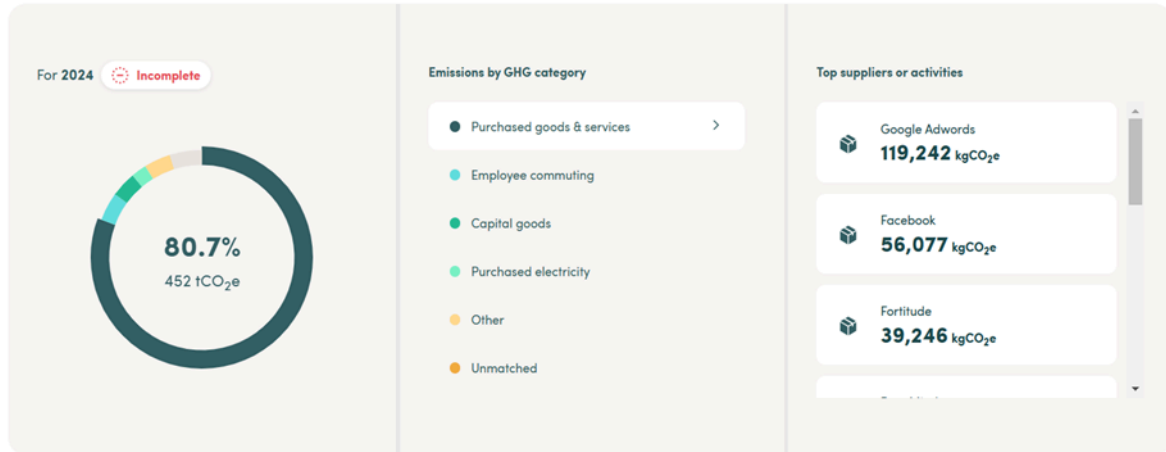 For 2024 Incomplete
80.7%
452 tCO₂e
Emissions by GHG category
Purchased goods & services
Employee commuting
Capital goods
Purchased electricity
Other
Unmatched
Top suppliers or activities
Google Adwords
119,242 kgCO₂e
Facebook
56,077 kgCO₂e
Fortitude
39,246 kgCO₂e